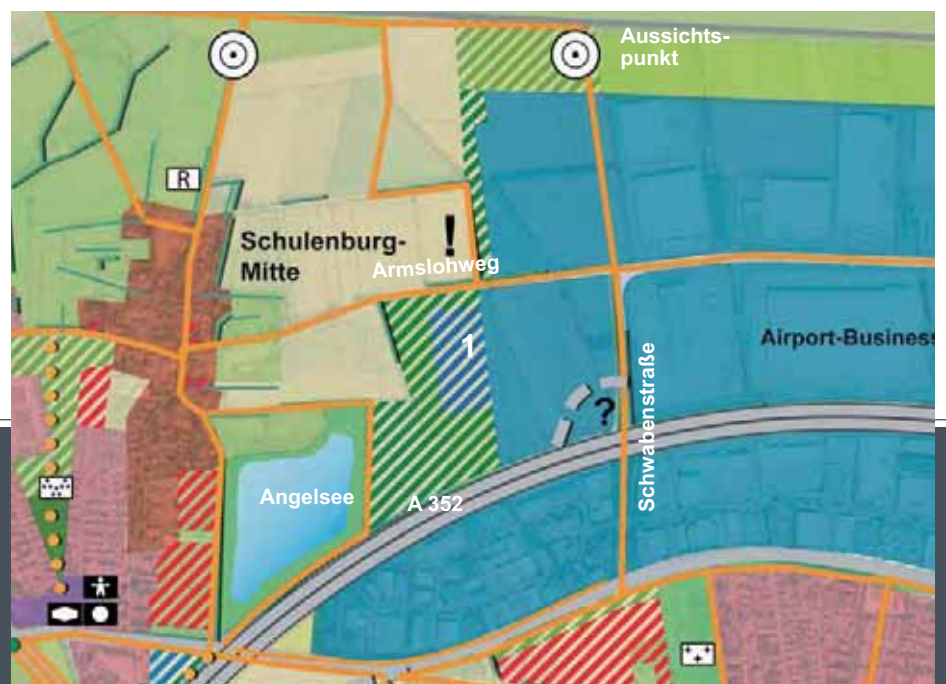 Aussichts-
punkt
R
Schulenburg-
Mitte
!
Armslohweg
1
Airport-Business
?
Schwabenstraße
Angelsee
A 352